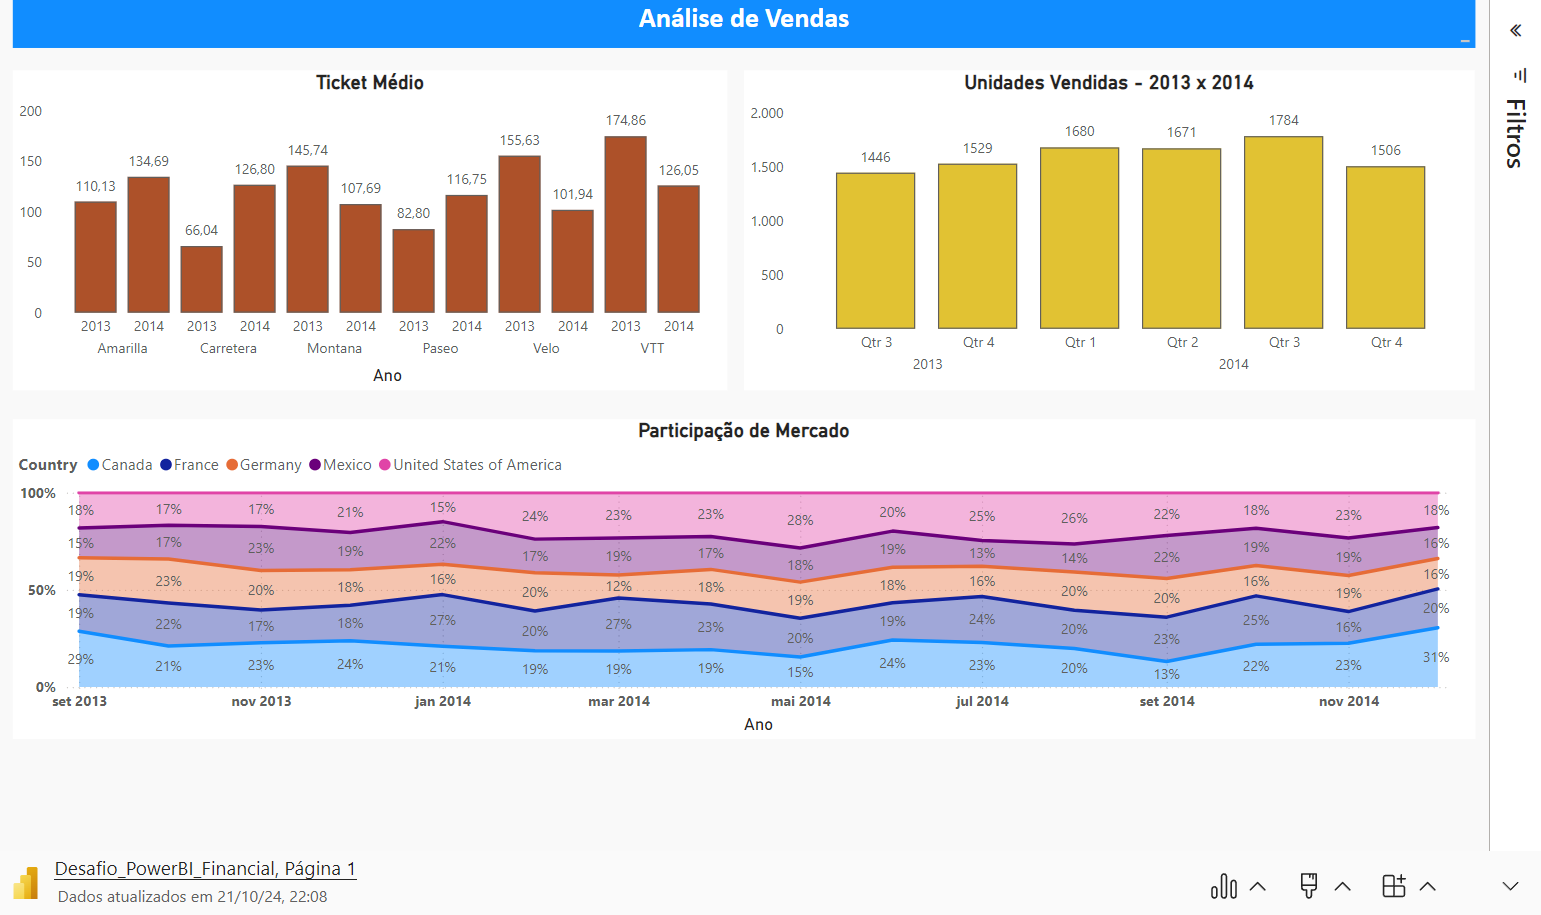 Análise de Vendas
Filtros
Ticket Médio
200
150
100
50
0
110,13
134,69
66,04
126,80
145,74
107,69
82,80
116,75
155,63
101,94
174,86
126,05
2013 2014 2013 2014 2013 2014 2013 2014 2013 2014 2013 2014
Amarilla Carretera Montana Paseo Velo VTT
Ano
Unidades Vendidas - 2013 x 2014
2.000
1.500
1.000
500
0
1446
1529
1680
1671
1784
1506
Qtr 3 Qtr 4 Qtr 1 Qtr 2 Qtr 3 Qtr 4
2013 2014
Participação de Mercado
Country Canada France Germany Mexico United States of America
100%
50%
0%
18% 17% 17% 21% 15% 24% 23% 23% 28% 20% 25% 26% 22% 18% 23% 18%
15% 17% 23% 19% 22% 17% 19% 17% 18% 19% 13% 14% 22% 19% 19% 16%
19% 23% 20% 18% 16% 20% 12% 18% 19% 18% 16% 20% 20% 16% 19% 16%
19% 22% 17% 18% 27% 20% 27% 23% 20% 19% 24% 20% 23% 25% 16% 20%
29% 21% 23% 24% 21% 19% 19% 19% 15% 24% 23% 20% 13% 22% 23% 31%
set 2013 nov 2013 jan 2014 mar 2014 mai 2014 jul 2014 set 2014 nov 2014
Ano
Desafio_PowerBI_Financial, Página 1
Dados atualizados em 21/10/24, 22:08